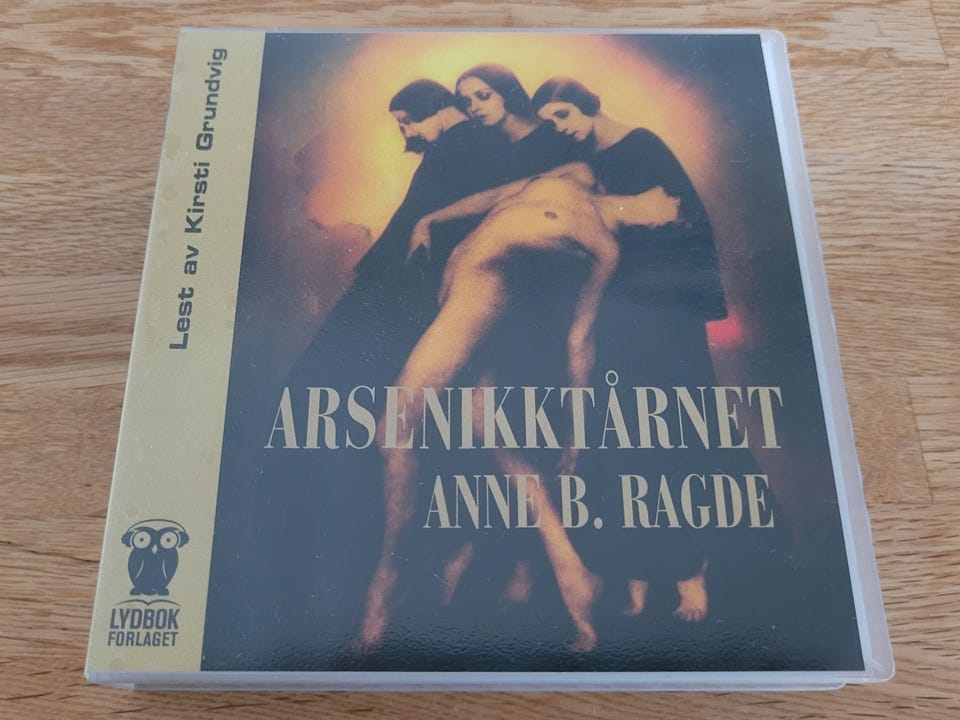 Lest av Kirsti Grundvig
ARSENIKKTÅRNET
ANNE B. RAGDE
LYDBOK
FORLAGET